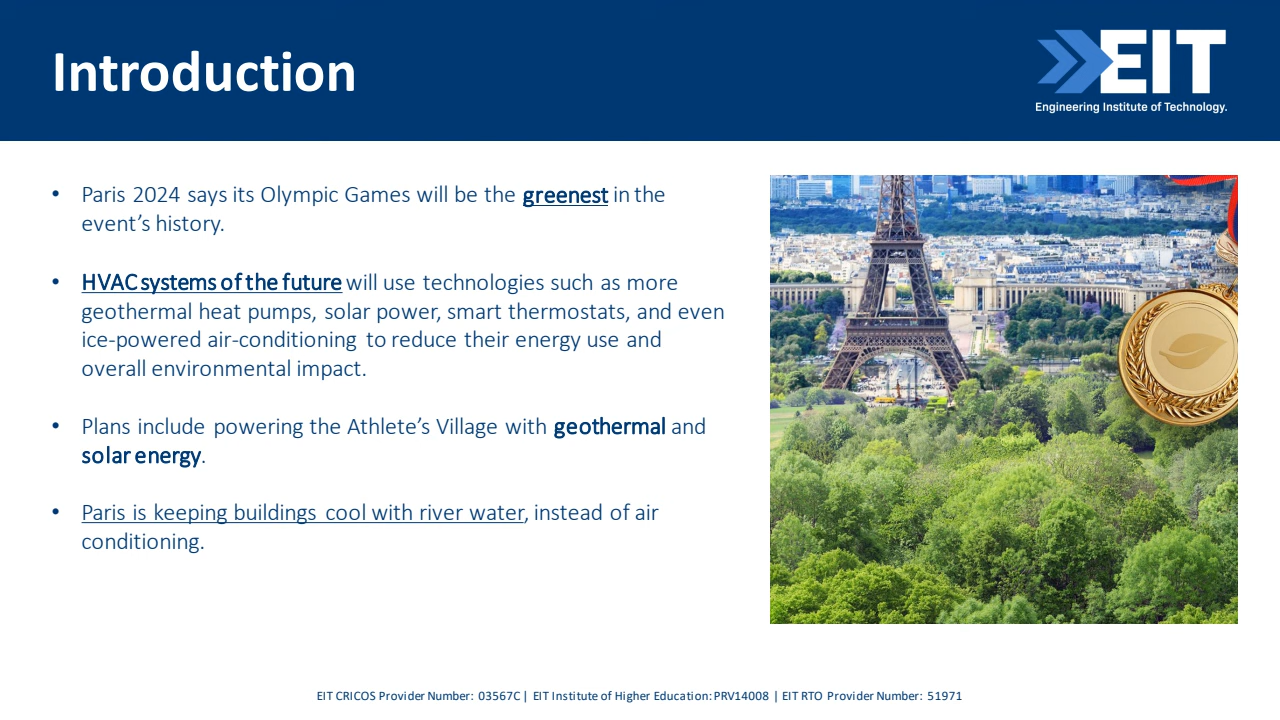 Introduction
EIT
Engineering Institute of Technology.
• Paris 2024 says its Olympic Games will be the greenest in the
event’s history.
• HVAC systems of the future will use technologies such as more
geothermal heat pumps, solar power, smart thermostats, and even
ice-powered air-conditioning to reduce their energy use and
overall environmental impact.
• Plans include powering the Athlete’s Village with geothermal and
solar energy.
• Paris is keeping buildings cool with river water, instead of air
conditioning.
EIT CRICOS Provider Number: 03567C | EIT Institute of Higher Education: PRV14008 | EIT RTO Provider Number: 51971